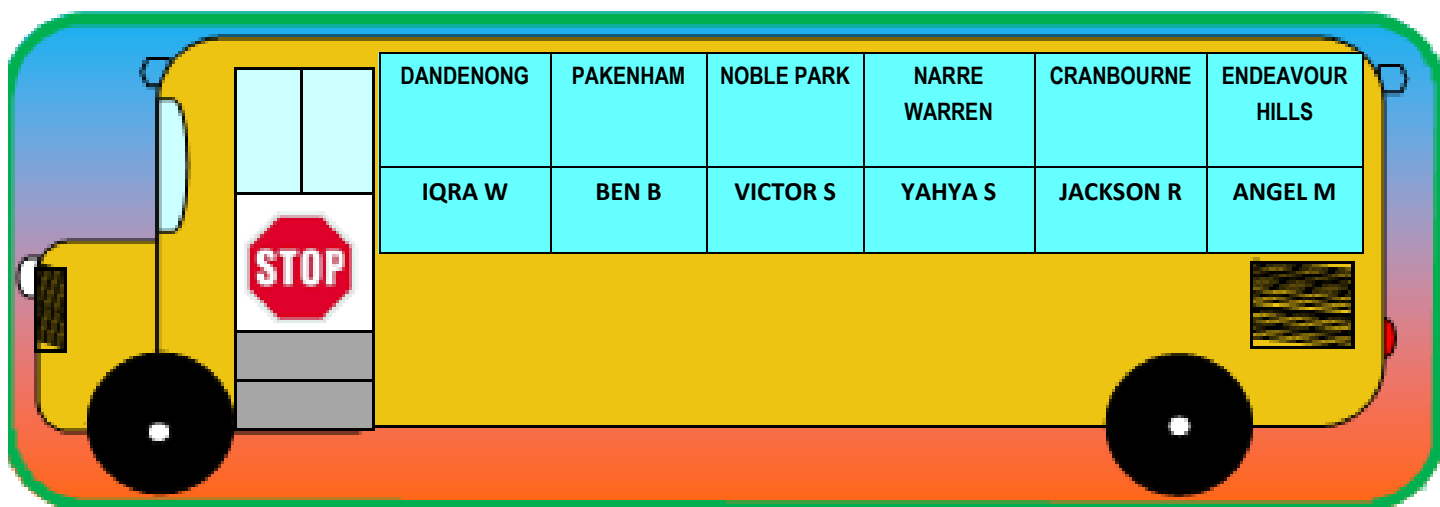 DANDENONG PAKENHAM NOBLE PARK NARRE WARREN CRANBOURNE ENDEAVOUR HILLS
IQRA W BEN B VICTOR S YAHYA S JACKSON R ANGEL M
STOP